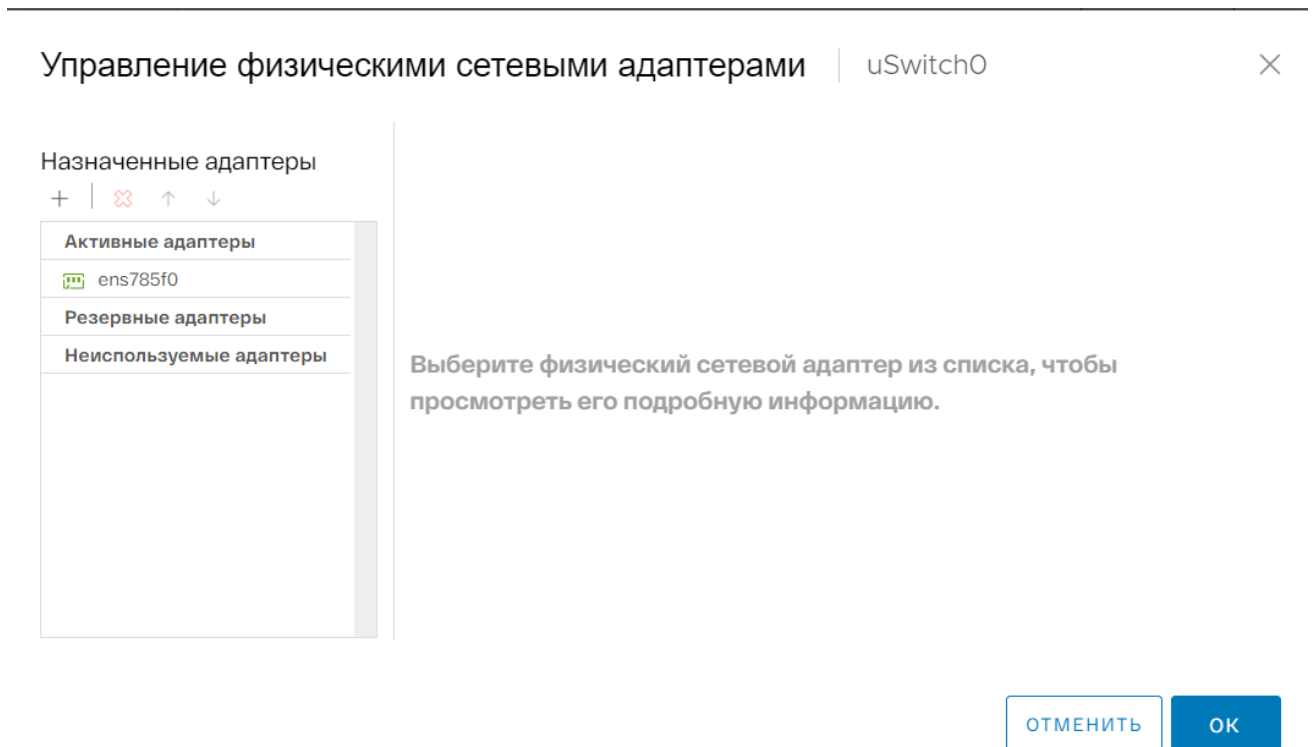 Управление физическими сетевыми адаптерами uSwitch0
Назначенные адаптеры
Активные адаптеры
ens785f0
Резервные адаптеры
Неиспользуемые адаптеры
Выберите физический сетевой адаптер из списка, чтобы
просмотреть его подробную информацию.
ОТМЕНИТЬ ОК